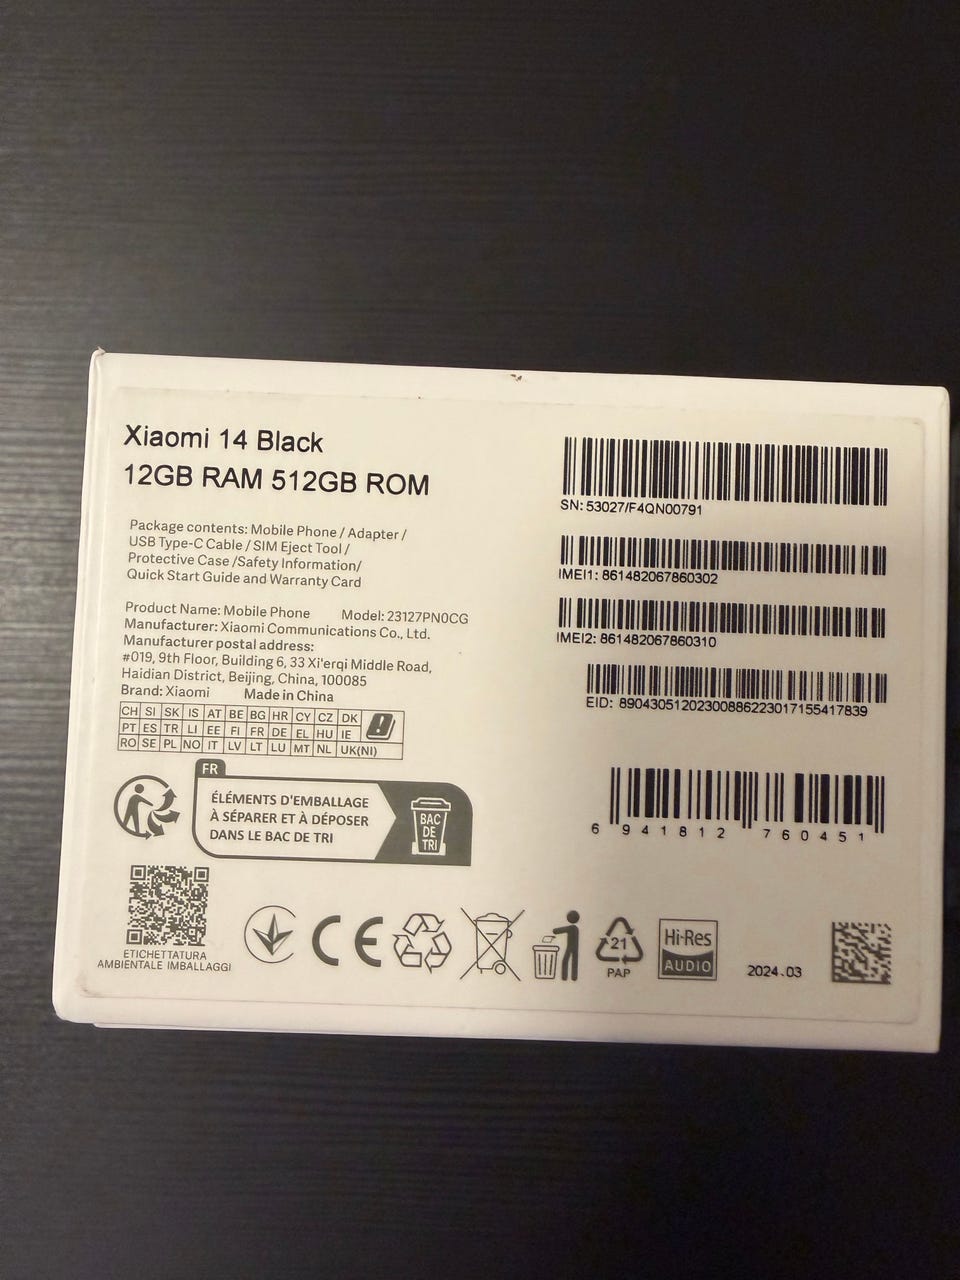 Xiaomi 14 Black
12GB RAM 512GB ROM
Package contents: Mobile Phone / Adapter /
USB Type-C Cable / SIM Eject Tool /
Protective Case /Safety Information/
Quick Start Guide and Warranty Card
Product Name: Mobile Phone Model: 23127PN0CG
Manufacturer: Xiaomi Communications Co., Ltd.
Manufacturer postal address:
#019, 9th Floor, Building 6, 33 Xi'erqi Middle Road,
Haidian District, Beijing, China, 100085
Brand: Xiaomi Made in China
CH SI SK IS AT BE BG HR CY CZ DK
PT ES TR LI EE FI FR DE EL HU IE
RO SE PL NO IT LV LT LU MT NL UK(NI)
FR
ÉLÉMENTS D'EMBALLAGE
À SÉPARER ET À DÉPOSER
DANS LE BAC DE TRI
BAC
DE
TRI
ETICHETTATURA
AMBIENTALE IMBALLAGGI
CE
21
PAP
Hi-Res
AUDIO
2024.03
SN: 53027/F4QN00791
IMEI1: 861482067860302
IMEI2: 861482067860310
EID: 89043051202300886223017155417839
6 941812 760451